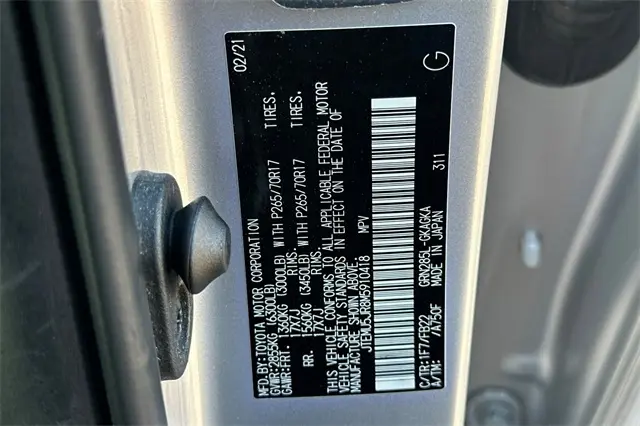 02/21
MFD.BY:TOYOTA MOTOR CORPORATION
GVWR:2855KG (6300LB)
GAWR:FRT. 1360KG (3000LB) WITH P265/70R17 TIRES.
17X7J RIMS.
RR. 1560KG (3450LB) WITH P265/70R17 TIRES.
17X7J RIMS.
THIS VEHICLE CONFORMS TO ALL APPLICABLE FEDERAL MOTOR
VEHICLE SAFETY STANDARDS IN EFFECT ON THE DATE OF
MANUFACTURE SHOWN ABOVE.
JTEMU5JR8M5910418 MPV
G
C/TR:1F7/FB22 GRN285L-GKAGKA
A/TM: /A750F MADE IN JAPAN
311